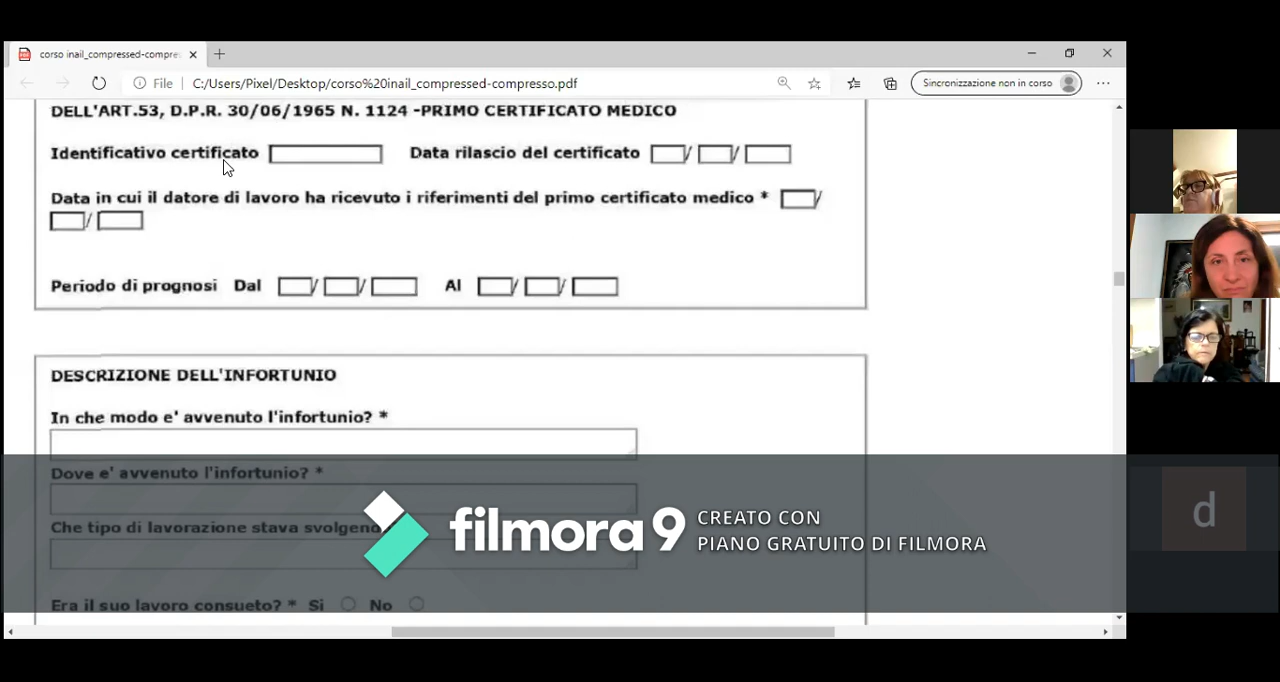 corso inail_compressed-compre:
File
C:/Users/Pixel/Desktop/corso%20inail_compressed-compresso.pdf
Sincronizzazione non in corso
DELL'ART.53, D.P.R. 30/06/1965 N. 1124 -PRIMO CERTIFICATO MEDICO
Identificativo certificato Data rilascio del certificato / /
Data in cui il datore di lavoro ha ricevuto i riferimenti del primo certificato medico * /
/
Periodo di prognosi Dal / / Al / /
DESCRIZIONE DELL'INFORTUNIO
In che modo e' avvenuto l'infortunio? *
Dove e' avvenuto l'infortunio? *
Che tipo di lavorazione stava svolgendo
Era il suo lavoro consueto? * Si No
filmora 9
CREATO CON
PIANO GRATUITO DI FILMORA
d